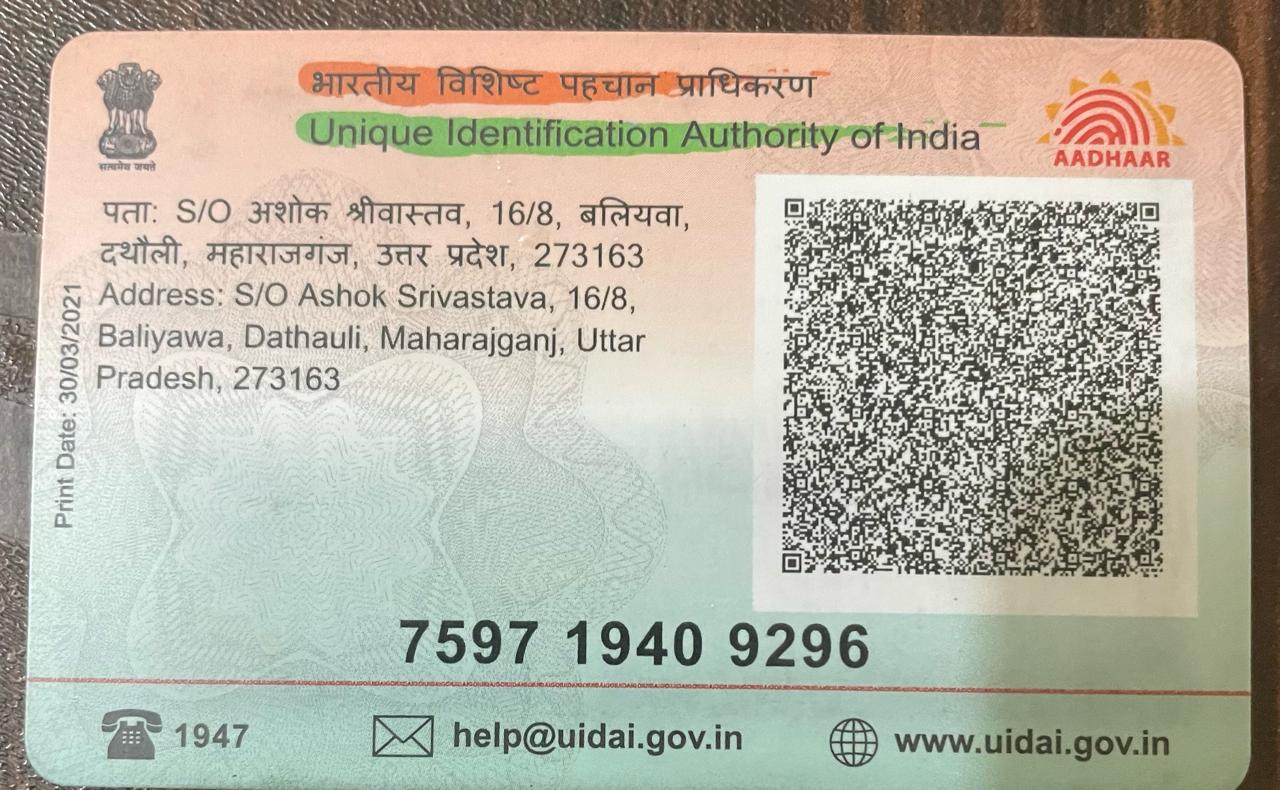 भारतीय विशिष्ट पहचान प्राधिकरण
Unique Identification Authority of India
सत्यमेव जयते
AADHAAR
पता: S/O अशोक श्रीवास्तव, 16/8, बलियवा,
दथौली, महाराजगंज, उत्तर प्रदेश, 273163
Address: S/O Ashok Srivastava, 16/8,
Baliyawa, Dathauli, Maharajganj, Uttar
Pradesh, 273163
Print Date: 30/03/2021
7597 1940 9296
1947
help@uidai.gov.in
www.uidai.gov.in